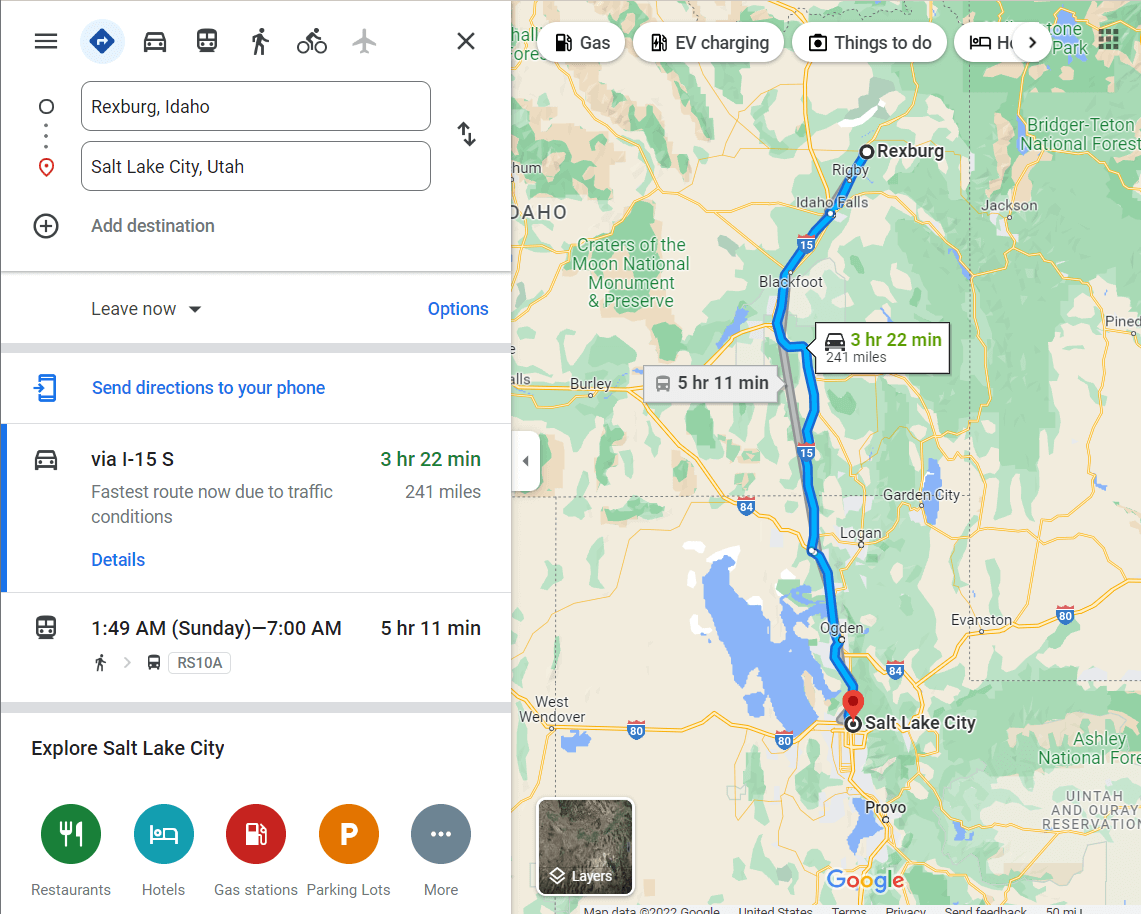 Rexburg, Idaho
Salt Lake City, Utah
Add destination
Leave now
Options
Send directions to your phone
via I-15 S
3 hr 22 min
Fastest route now due to traffic
conditions
241 miles
Details
1:49 AM (Sunday)—7:00 AM
5 hr 11 min
RS10A
Explore Salt Lake City
Restaurants
Hotels
Gas stations
P
Parking Lots
More
Gas
EV charging
Things to do
Park
Bridger-Teton
National Forest
Rexburg
Rigby
Idaho Falls
Jackson
Craters of the
Moon National
Monument
& Preserve
15
Blackfoot
3 hr 22 min
241 miles
5 hr 11 min
Burley
15
84
Garden City
Logan
Ogden
Evanston
80
84
West
Wendover
80
80
Salt Lake City
Ashley
National Fore
Provo
UINTAH
AND OURAY
RESERVATION
Layers
Google
Map data ©2022 Google
United States
Terms
Privacy
Send feedback
50 mi